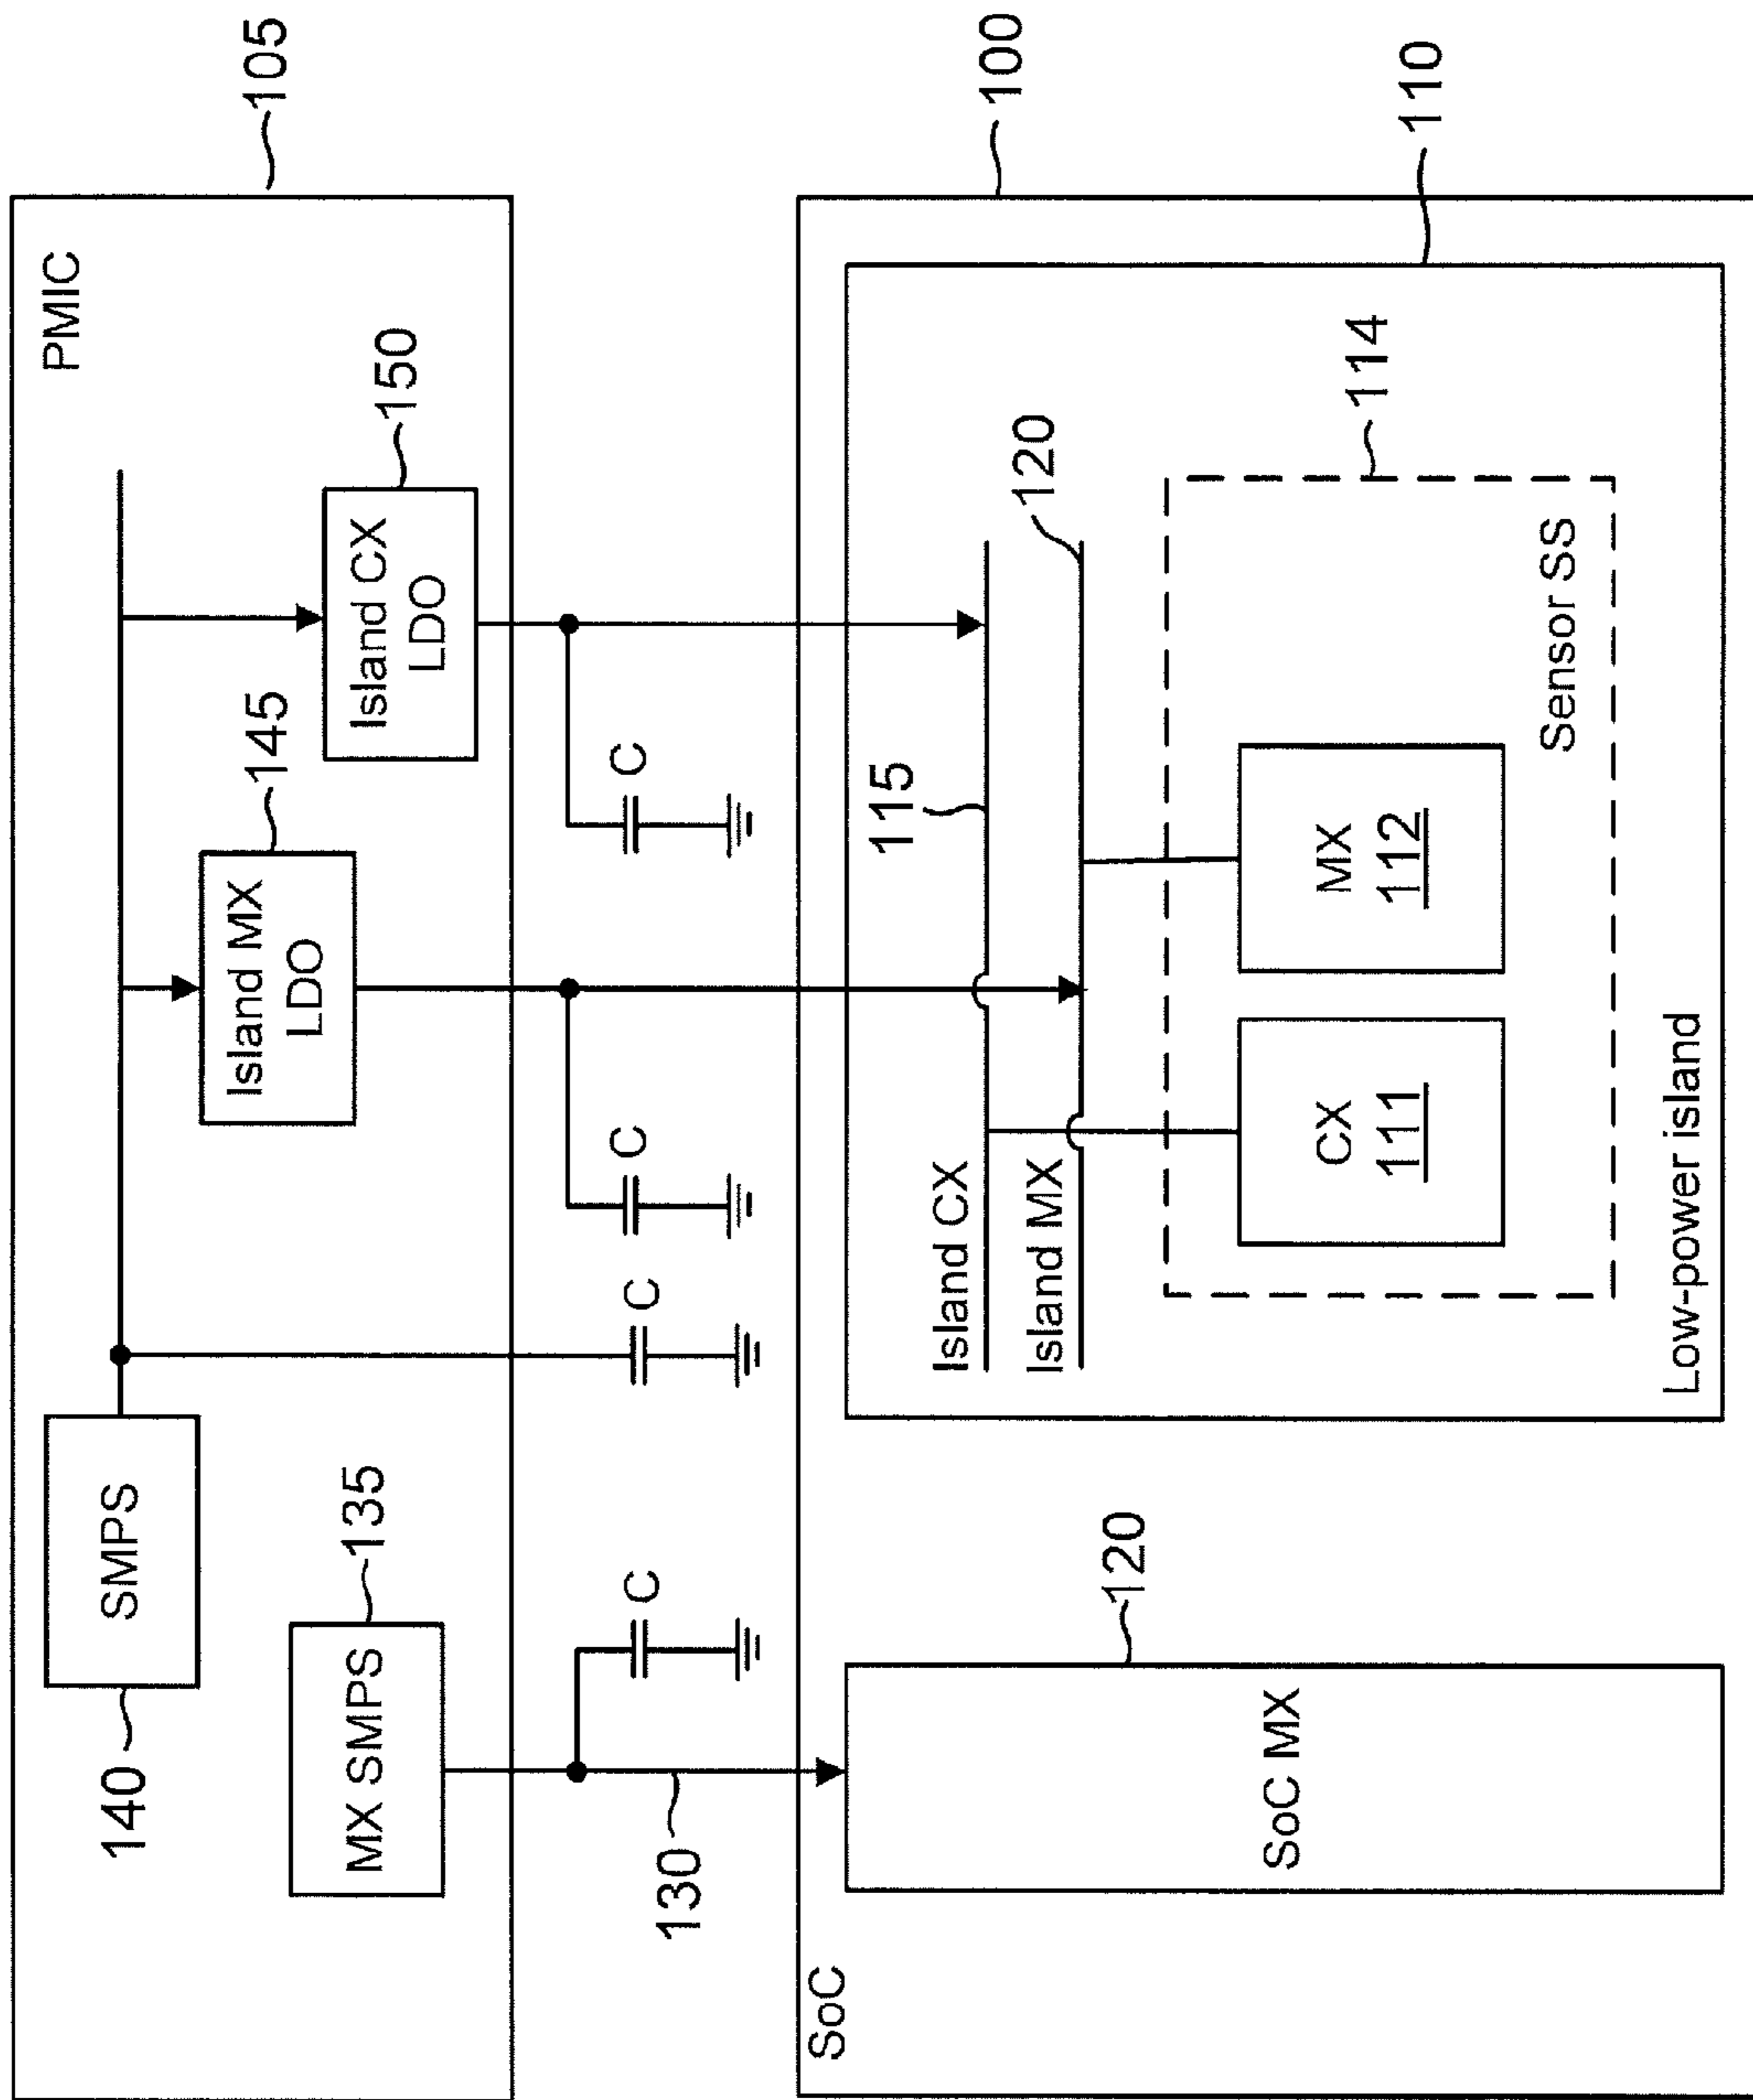 PMIC
105
SMPS
140
MX SMPS
135
Island MX
LDO
145
Island CX
LDO
150
C
C
C
C
130
SoC
100
SoC MX
120
Low-power island
110
Island CX
115
Island MX
120
CX
111
MX
112
Sensor SS
114